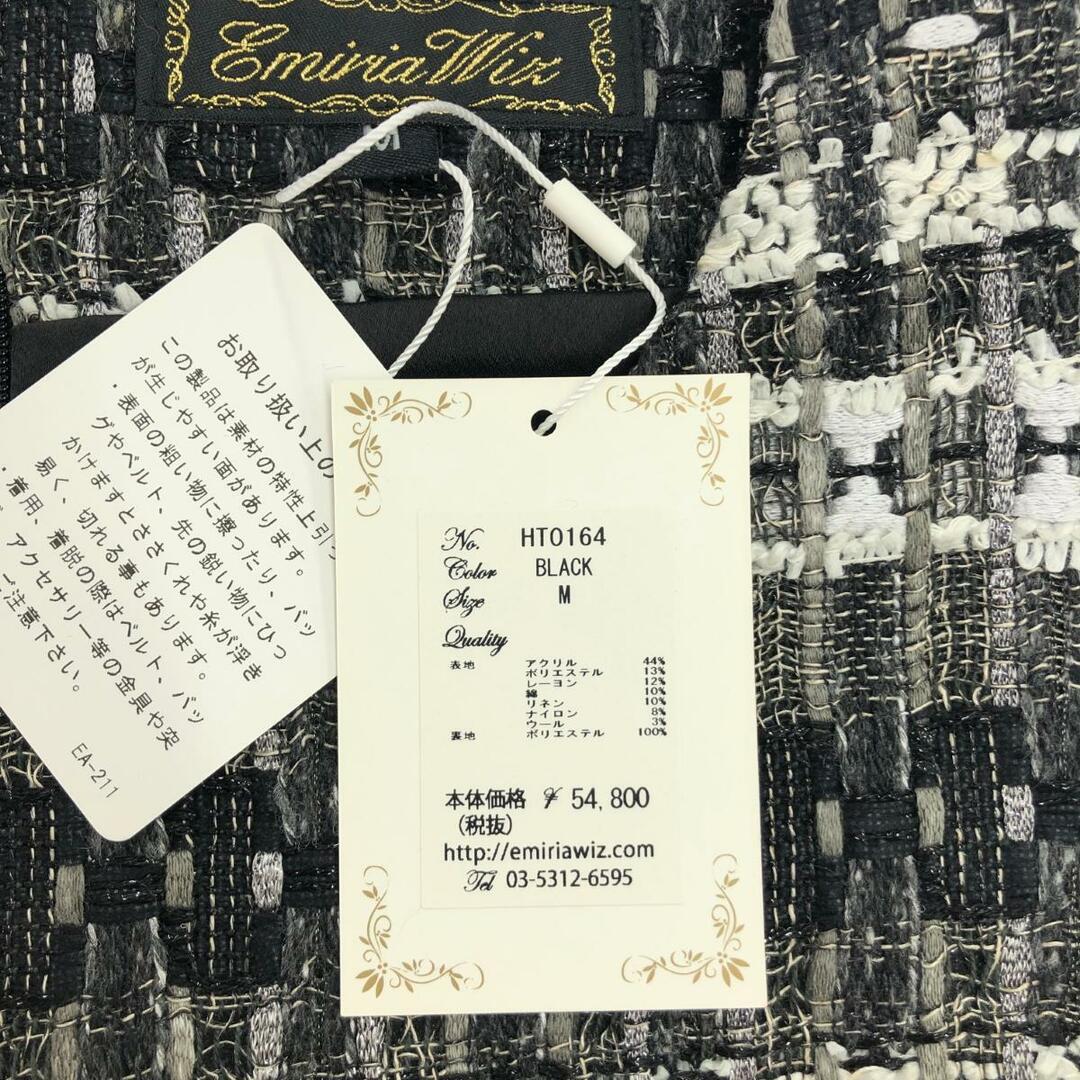 EmiriaWiz
お取り扱い上の
この製品は素材の特性上引っ
が生じやすい面があります。
・表面の粗い物に擦ったり、バッ
グやベルト、先の鋭い物にひっ
かけますとささくれや糸が浮き
易く、切れる事もあります。
・着用、着脱の際はベルト、バッ
アクセサリー等の金具や突
ご注意下さい。
EA-211
No. HT0164
Color BLACK
Size M
Quality
表地 アクリル 44%
ポリエステル 13%
レーヨン 12%
綿 10%
リネン 10%
ナイロン 8%
ウール 3%
裏地 ポリエステル 100%
本体価格 ¥ 54,800
(税抜)
http://emiriawiz.com
Tel 03-5312-6595